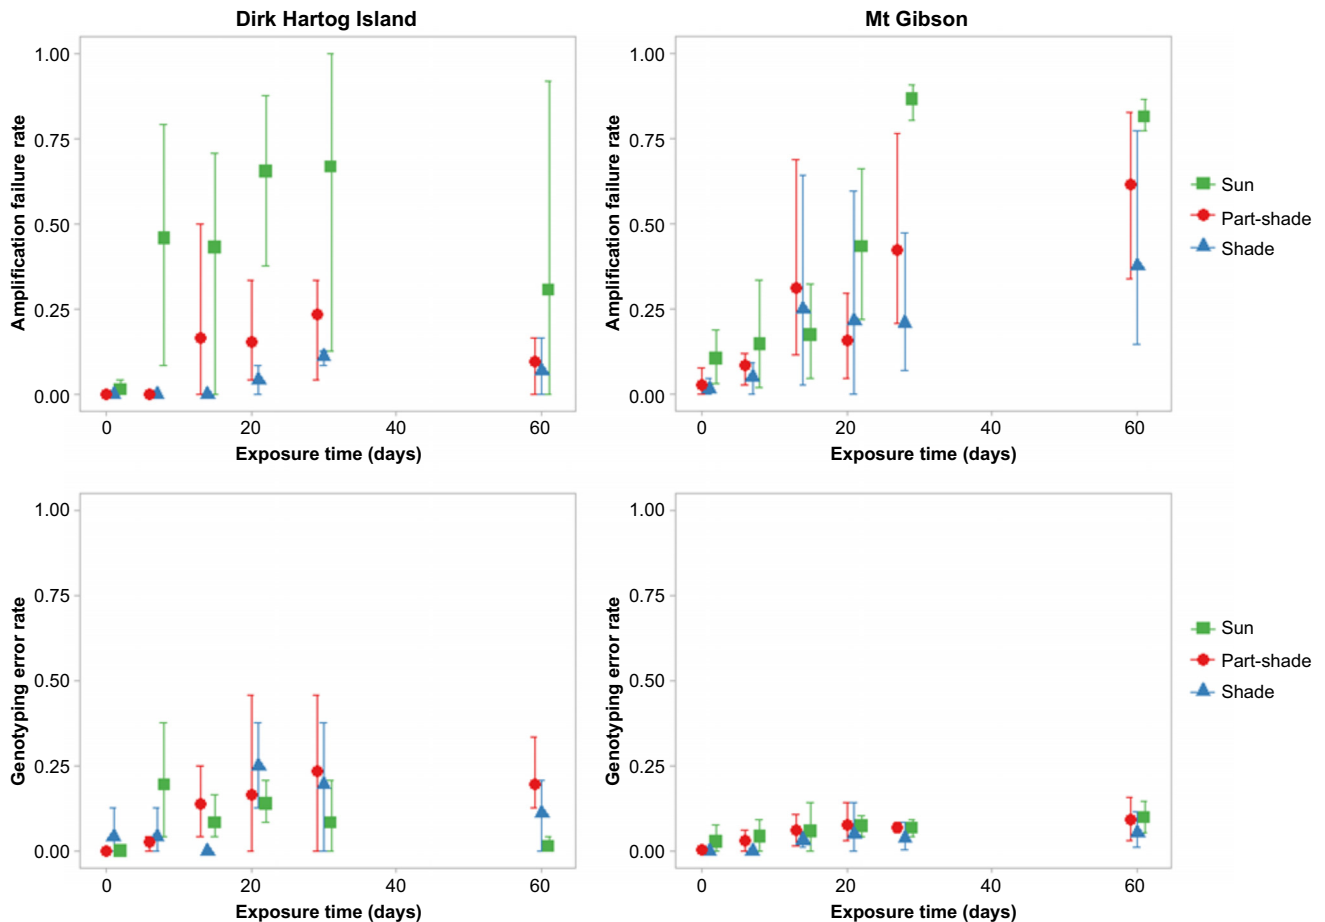 Dirk Hartog Island
Mt Gibson
Amplification failure rate
1.00
0.75
0.50
0.25
0.00
0 20 40 60
Exposure time (days)
Amplification failure rate
1.00
0.75
0.50
0.25
0.00
0 20 40 60
Exposure time (days)
Sun
Part-shade
Shade
Genotyping error rate
1.00
0.75
0.50
0.25
0.00
0 20 40 60
Exposure time (days)
Genotyping error rate
1.00
0.75
0.50
0.25
0.00
0 20 40 60
Exposure time (days)
Sun
Part-shade
Shade